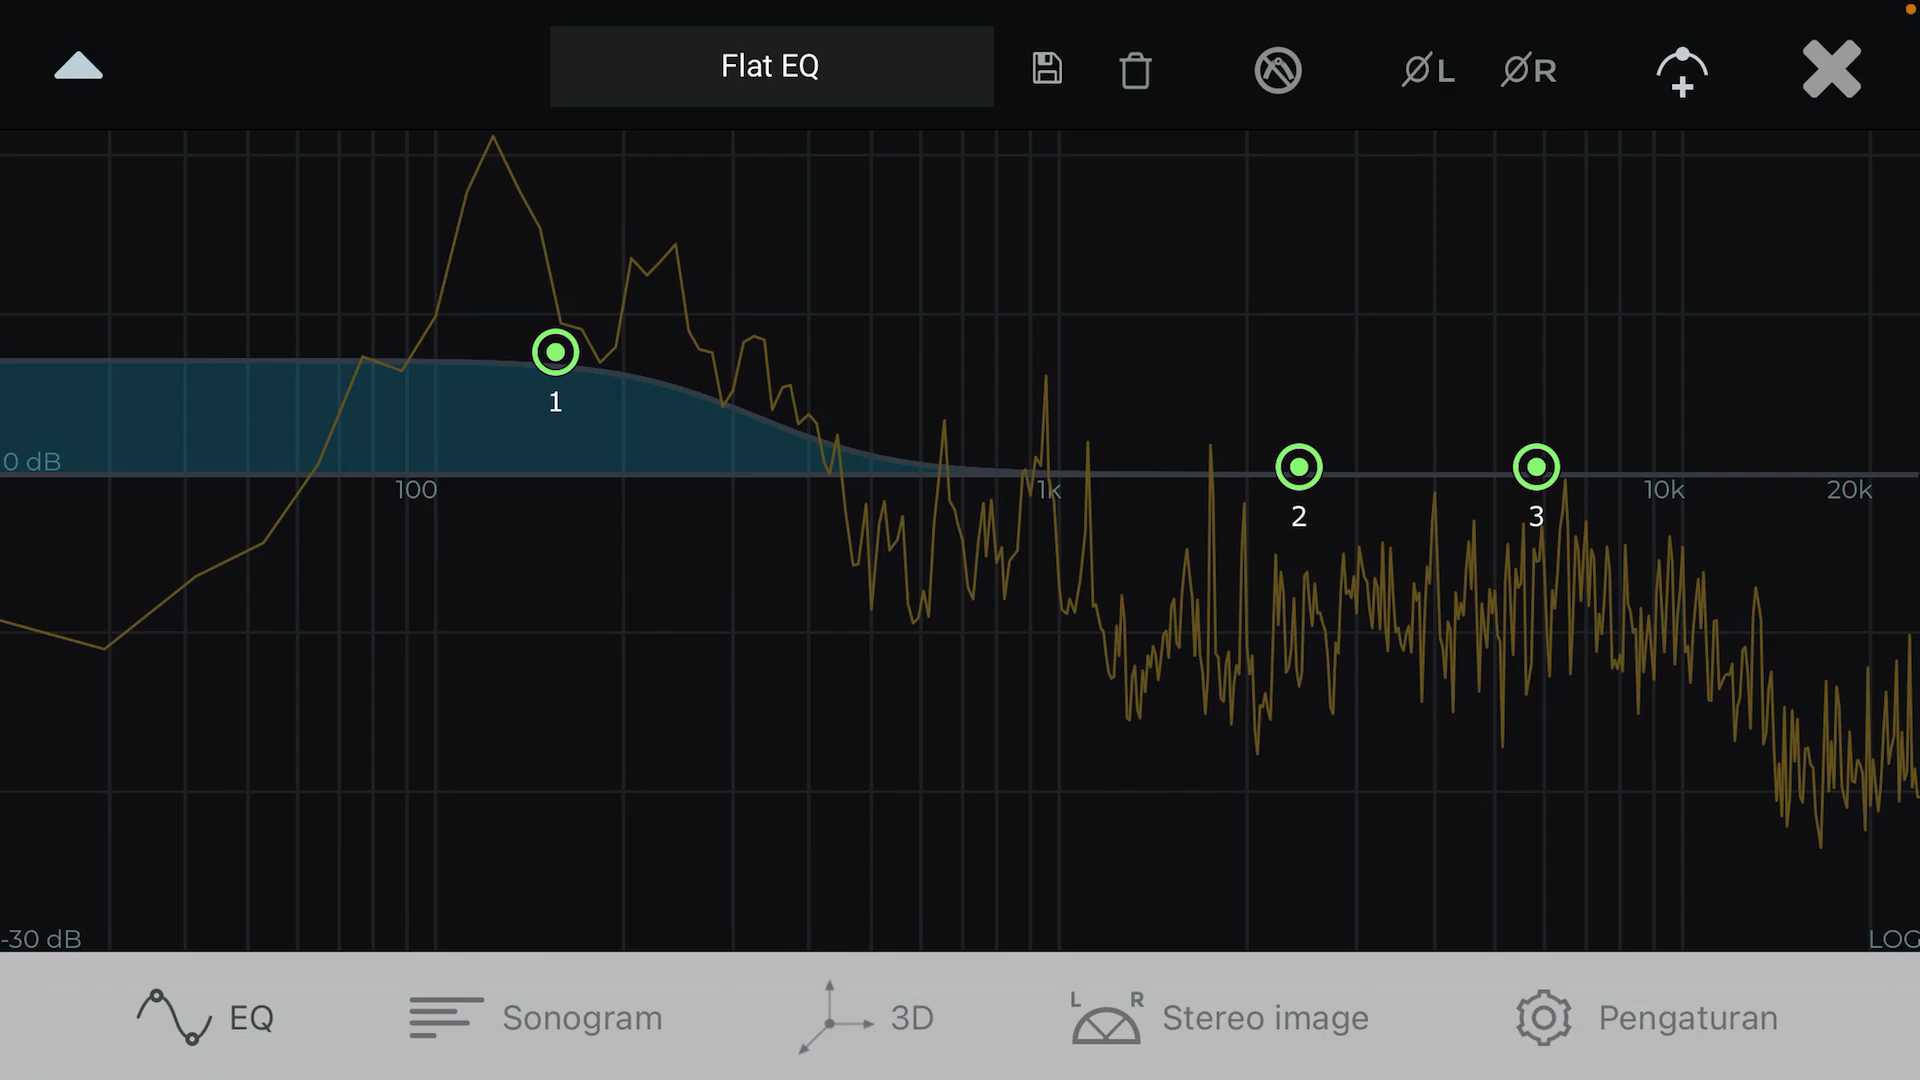 Flat EQ
ØL
ØR
1
0 dB
100
1k
10k
20k
2
3
-30 dB
LOG
EQ
Sonogram
3D
L R
Stereo image
Pengaturan